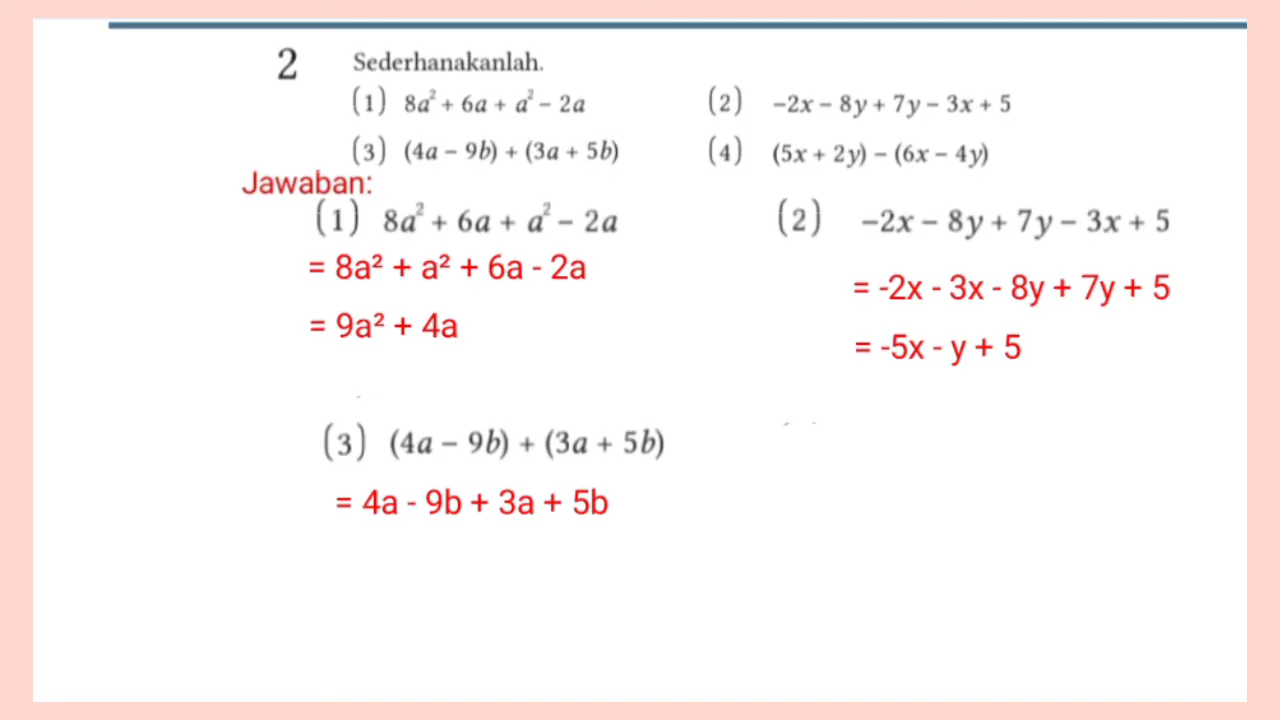 2 Sederhanakanlah.
(1) 8a² + 6a + a² – 2a (2) –2x – 8y + 7y – 3x + 5
(3) (4a – 9b) + (3a + 5b) (4) (5x + 2y) – (6x – 4y)
Jawaban:
(1) 8a² + 6a + a² – 2a (2) –2x – 8y + 7y – 3x + 5
= 8a² + a² + 6a - 2a
= -2x - 3x - 8y + 7y + 5
= 9a² + 4a
= -5x - y + 5
(3) (4a – 9b) + (3a + 5b)
= 4a - 9b + 3a + 5b